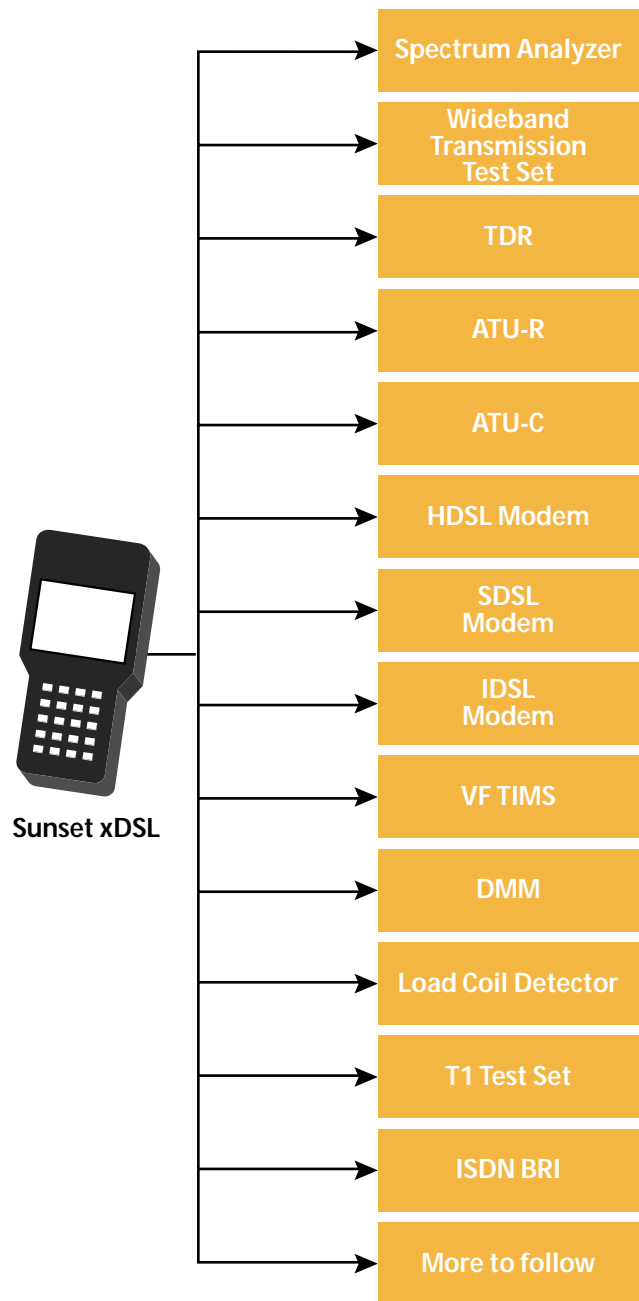 Spectrum Analyzer
Wideband
Transmission
Test Set
TDR
ATU-R
ATU-C
HDSL Modem
SDSL
Modem
IDSL
Modem
VF TIMS
Sunset xDSL
DMM
Load Coil Detector
T1 Test Set
ISDN BRI
More to follow